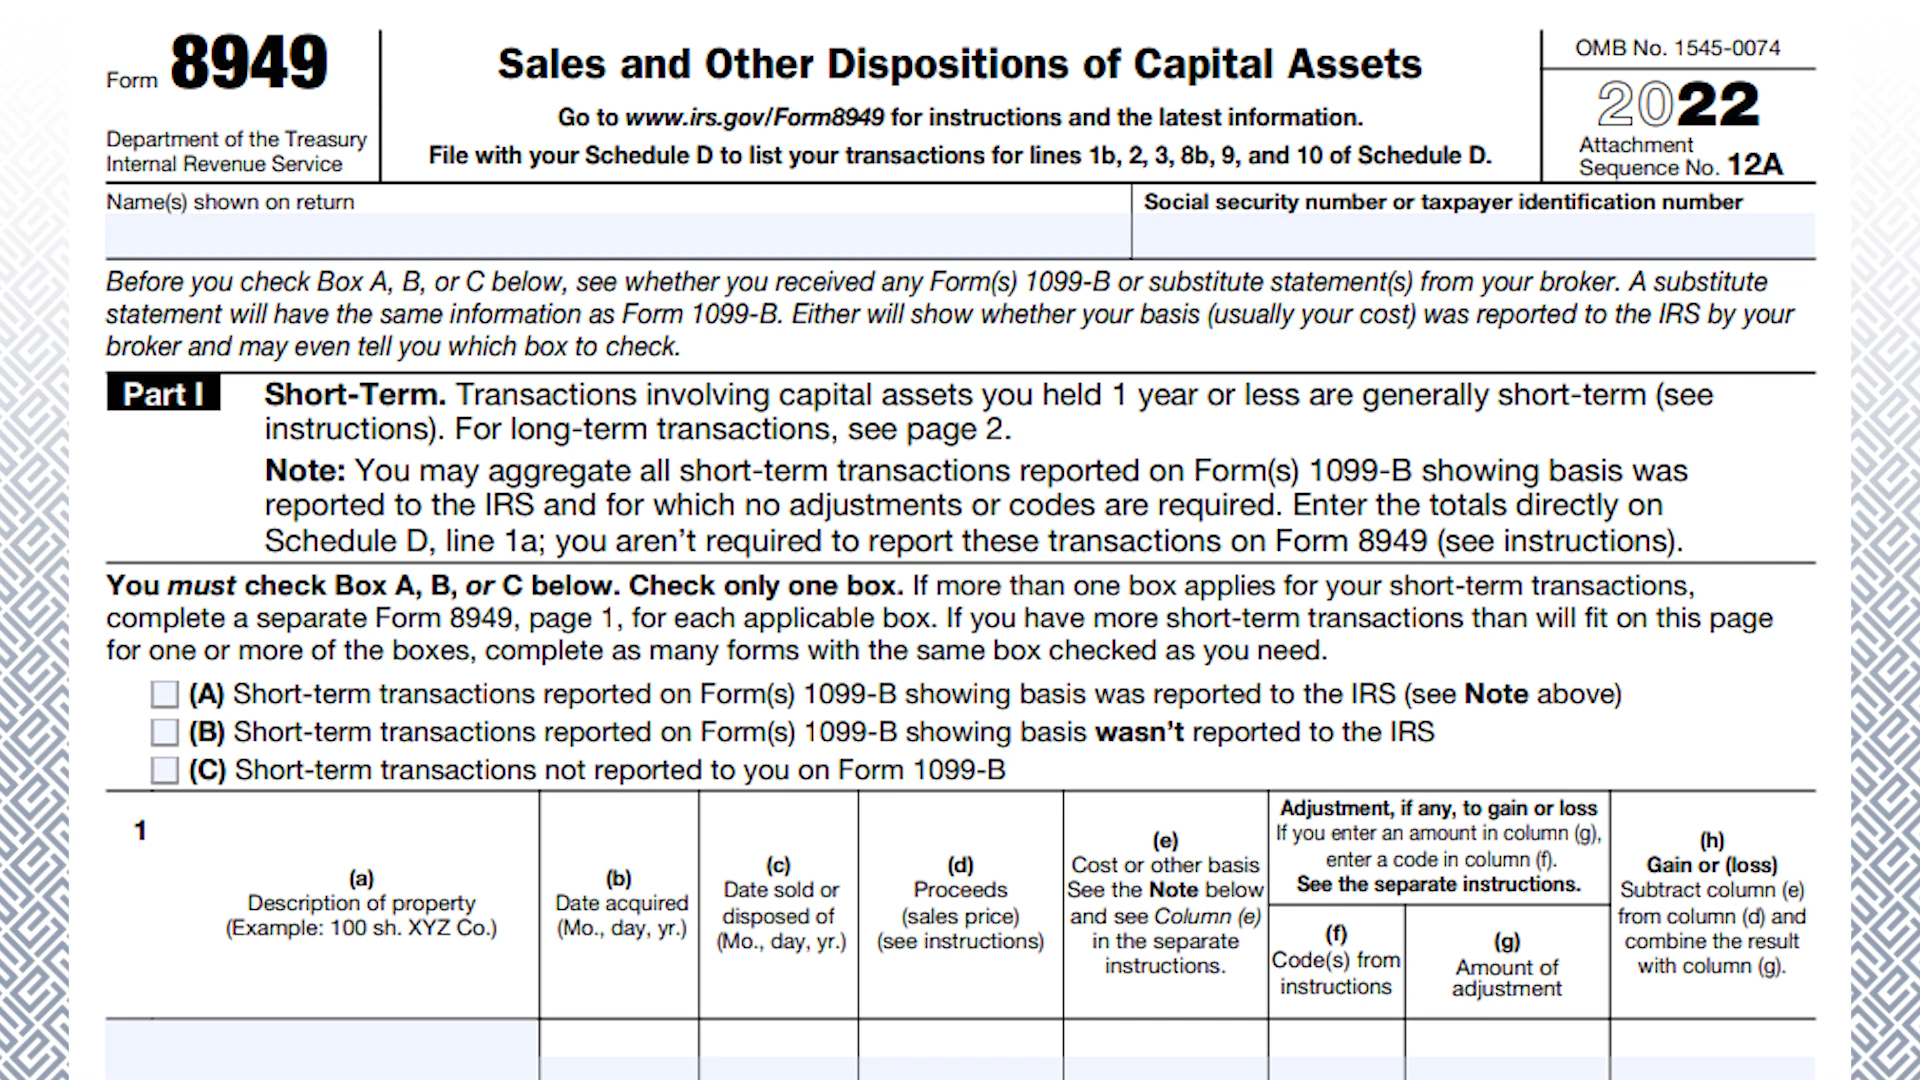 Form 8949
Department of the Treasury
Internal Revenue Service
Sales and Other Dispositions of Capital Assets
Go to www.irs.gov/Form8949 for instructions and the latest information.
File with your Schedule D to list your transactions for lines 1b, 2, 3, 8b, 9, and 10 of Schedule D.
OMB No. 1545-0074
2022
Attachment
Sequence No. 12A
Name(s) shown on return
Social security number or taxpayer identification number
Before you check Box A, B, or C below, see whether you received any Form(s) 1099-B or substitute statement(s) from your broker. A substitute
statement will have the same information as Form 1099-B. Either will show whether your basis (usually your cost) was reported to the IRS by your
broker and may even tell you which box to check.
Part I
Short-Term. Transactions involving capital assets you held 1 year or less are generally short-term (see
instructions). For long-term transactions, see page 2.
Note: You may aggregate all short-term transactions reported on Form(s) 1099-B showing basis was
reported to the IRS and for which no adjustments or codes are required. Enter the totals directly on
Schedule D, line 1a; you aren't required to report these transactions on Form 8949 (see instructions).
You must check Box A, B, or C below. Check only one box. If more than one box applies for your short-term transactions,
complete a separate Form 8949, page 1, for each applicable box. If you have more short-term transactions than will fit on this page
for one or more of the boxes, complete as many forms with the same box checked as you need.
(A) Short-term transactions reported on Form(s) 1099-B showing basis was reported to the IRS (see Note above)
(B) Short-term transactions reported on Form(s) 1099-B showing basis wasn't reported to the IRS
(C) Short-term transactions not reported to you on Form 1099-B
1
(a)
Description of property
(Example: 100 sh. XYZ Co.)
(b)
Date acquired
(Mo., day, yr.)
(c)
Date sold or
disposed of
(Mo., day, yr.)
(d)
Proceeds
(sales price)
(see instructions)
(e)
Cost or other basis
See the Note below
and see Column (e)
in the separate
instructions.
Adjustment, if any, to gain or loss
If you enter an amount in column (g),
enter a code in column (f).
See the separate instructions.
(f)
Code(s) from
instructions
(g)
Amount of
adjustment
(h)
Gain or (loss)
Subtract column (e)
from column (d) and
combine the result
with column (g).